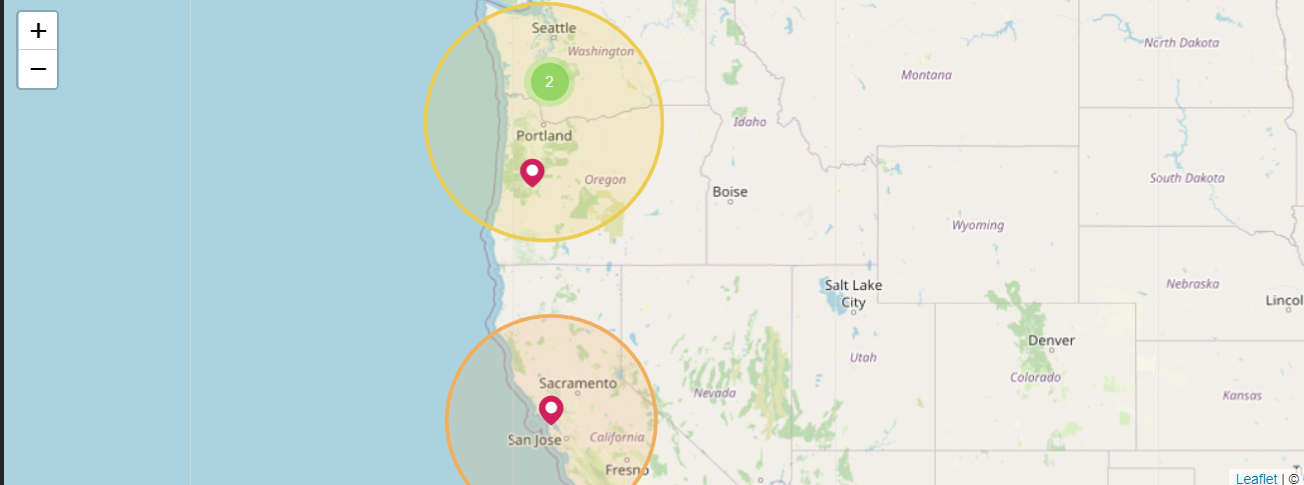 +
−
Seattle
Washington
2
Portland
Oregon
Montana
North Dakota
Idaho
Boise
South Dakota
Wyoming
Salt Lake
City
Nebraska
Lincol
Denver
Utah
Colorado
Sacramento
Nevada
Kansas
San Jose
California
Fresno
Leaflet | ©